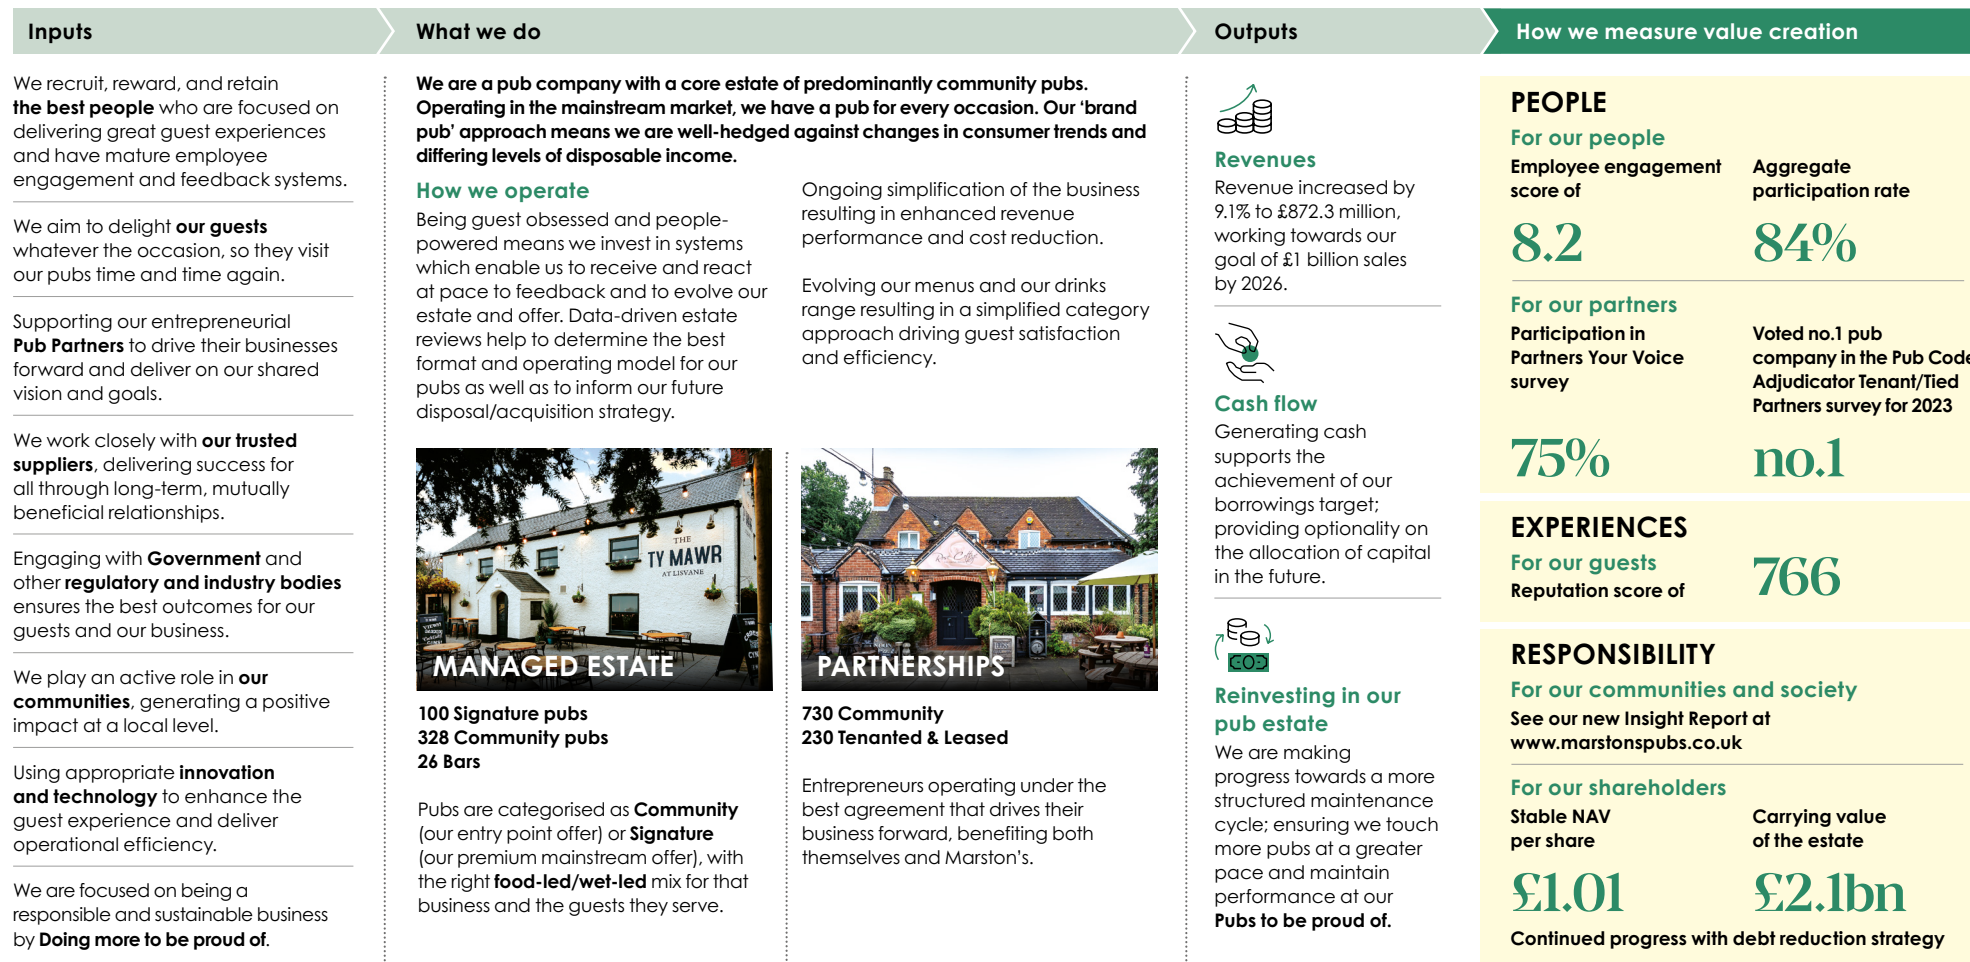 Inputs
What we do
Outputs
How we measure value creation
We recruit, reward, and retain
the best people who are focused on
delivering great guest experiences
and have mature employee
engagement and feedback systems.
We aim to delight our guests
whatever the occasion, so they visit
our pubs time and time again.
Supporting our entrepreneurial
Pub Partners to drive their businesses
forward and deliver on our shared
vision and goals.
We work closely with our trusted
suppliers, delivering success for
all through long-term, mutually
beneficial relationships.
Engaging with Government and
other regulatory and industry bodies
ensures the best outcomes for our
guests and our business.
We play an active role in our
communities, generating a positive
impact at a local level.
Using appropriate innovation
and technology to enhance the
guest experience and deliver
operational efficiency.
We are focused on being a
responsible and sustainable business
by Doing more to be proud of.
We are a pub company with a core estate of predominantly community pubs.
Operating in the mainstream market, we have a pub for every occasion. Our ‘brand
pub’ approach means we are well-hedged against changes in consumer trends and
differing levels of disposable income.
How we operate
Being guest obsessed and people-
powered means we invest in systems
which enable us to receive and react
at pace to feedback and to evolve our
estate and offer. Data-driven estate
reviews help to determine the best
format and operating model for our
pubs as well as to inform our future
disposal/acquisition strategy.
Ongoing simplification of the business
resulting in enhanced revenue
performance and cost reduction.
Evolving our menus and our drinks
range resulting in a simplified category
approach driving guest satisfaction
and efficiency.
THE
TY MAWR
AT LISVANE
MANAGED ESTATE
100 Signature pubs
328 Community pubs
26 Bars
Pubs are categorised as Community
(our entry point offer) or Signature
(our premium mainstream offer), with
the right food-led/wet-led mix for that
business and the guests they serve.
PARTNERSHIPS
730 Community
230 Tenanted & Leased
Entrepreneurs operating under the
best agreement that drives their
business forward, benefiting both
themselves and Marston’s.
Revenues
Revenue increased by
9.1% to £872.3 million,
working towards our
goal of £1 billion sales
by 2026.
Cash flow
Generating cash
supports the
achievement of our
borrowings target;
providing optionality on
the allocation of capital
in the future.
Reinvesting in our
pub estate
We are making
progress towards a more
structured maintenance
cycle; ensuring we touch
more pubs at a greater
pace and maintain
performance at our
Pubs to be proud of.
PEOPLE
For our people
Employee engagement
score of
8.2
Aggregate
participation rate
84%
For our partners
Participation in
Partners Your Voice
survey
75%
Voted no.1 pub
company in the Pub Code
Adjudicator Tenant/Tied
Partners survey for 2023
no.1
EXPERIENCES
For our guests
Reputation score of
766
RESPONSIBILITY
For our communities and society
See our new Insight Report at
www.marstonspubs.co.uk
For our shareholders
Stable NAV
per share
£1.01
Carrying value
of the estate
£2.1bn
Continued progress with debt reduction strategy